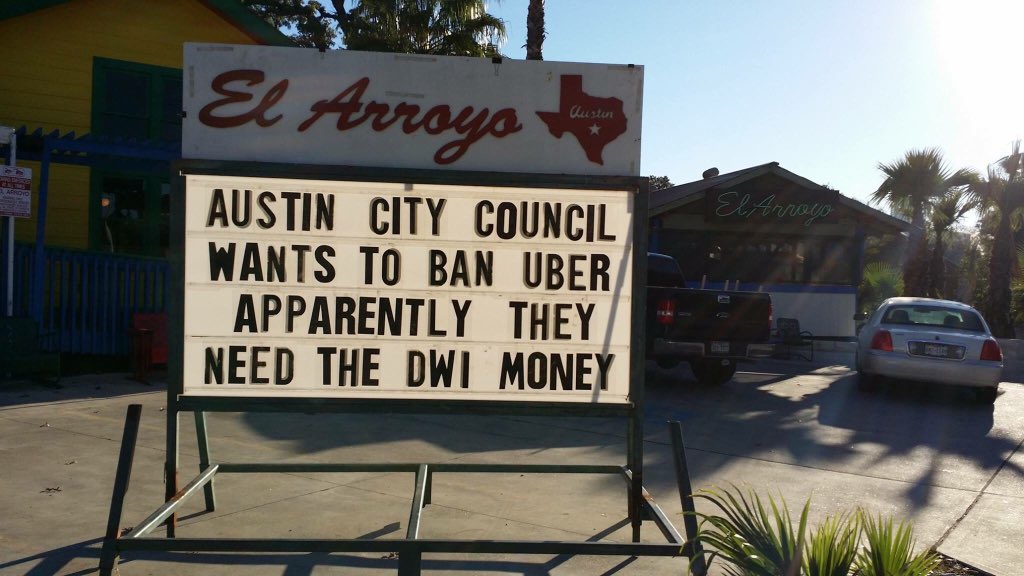 El Arroyo
Austin
AUSTIN CITY COUNCIL
WANTS TO BAN UBER
APPARENTLY THEY
NEED THE DWI MONEY
El Arroyo